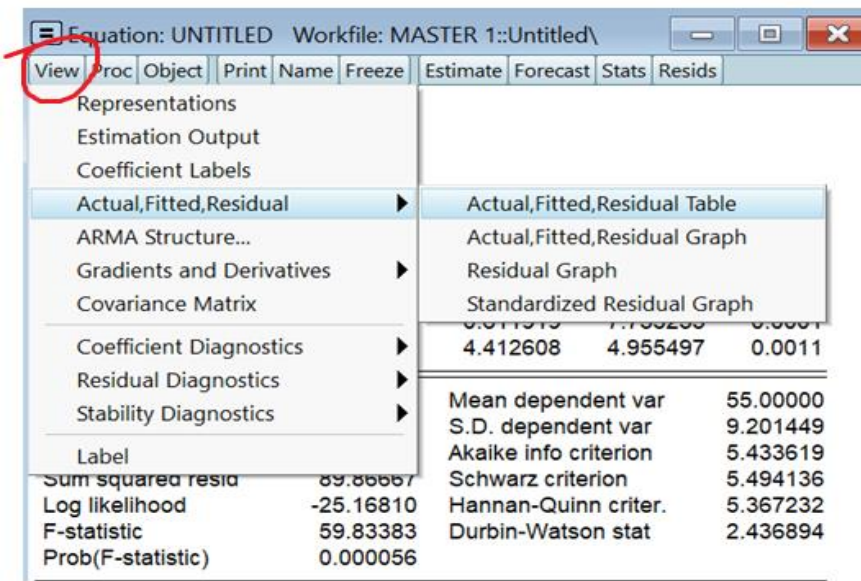 Equation: UNTITLED Workfile: MASTER 1::Untitled\
View Proc Object Print Name Freeze Estimate Forecast Stats Resids
Representations
Estimation Output
Coefficient Labels
Actual,Fitted,Residual Actual,Fitted,Residual Table
ARMA Structure... Actual,Fitted,Residual Graph
Gradients and Derivatives Residual Graph
Covariance Matrix Standardized Residual Graph
Coefficient Diagnostics 4.412608 4.955497 0.0011
Residual Diagnostics
Stability Diagnostics
Label
Mean dependent var 55.00000
S.D. dependent var 9.201449
Akaike info criterion 5.433619
Sum squared resid 89.86667 Schwarz criterion 5.494136
Log likelihood -25.16810 Hannan-Quinn criter. 5.367232
F-statistic 59.83383 Durbin-Watson stat 2.436894
Prob(F-statistic) 0.000056